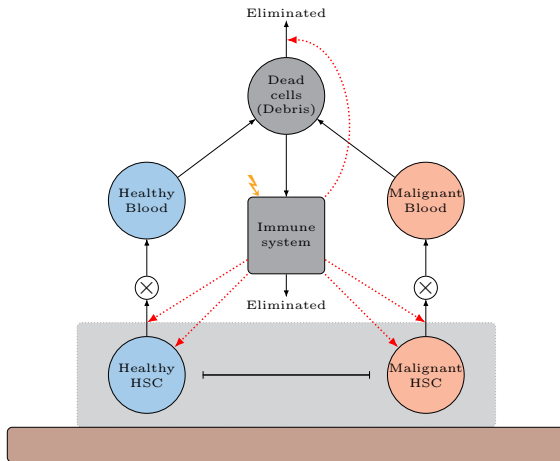 Eliminated
Dead
cells
(Debris)
Healthy
Blood
Malignant
Blood
Immune
system
Eliminated
Healthy
HSC
Malignant
HSC